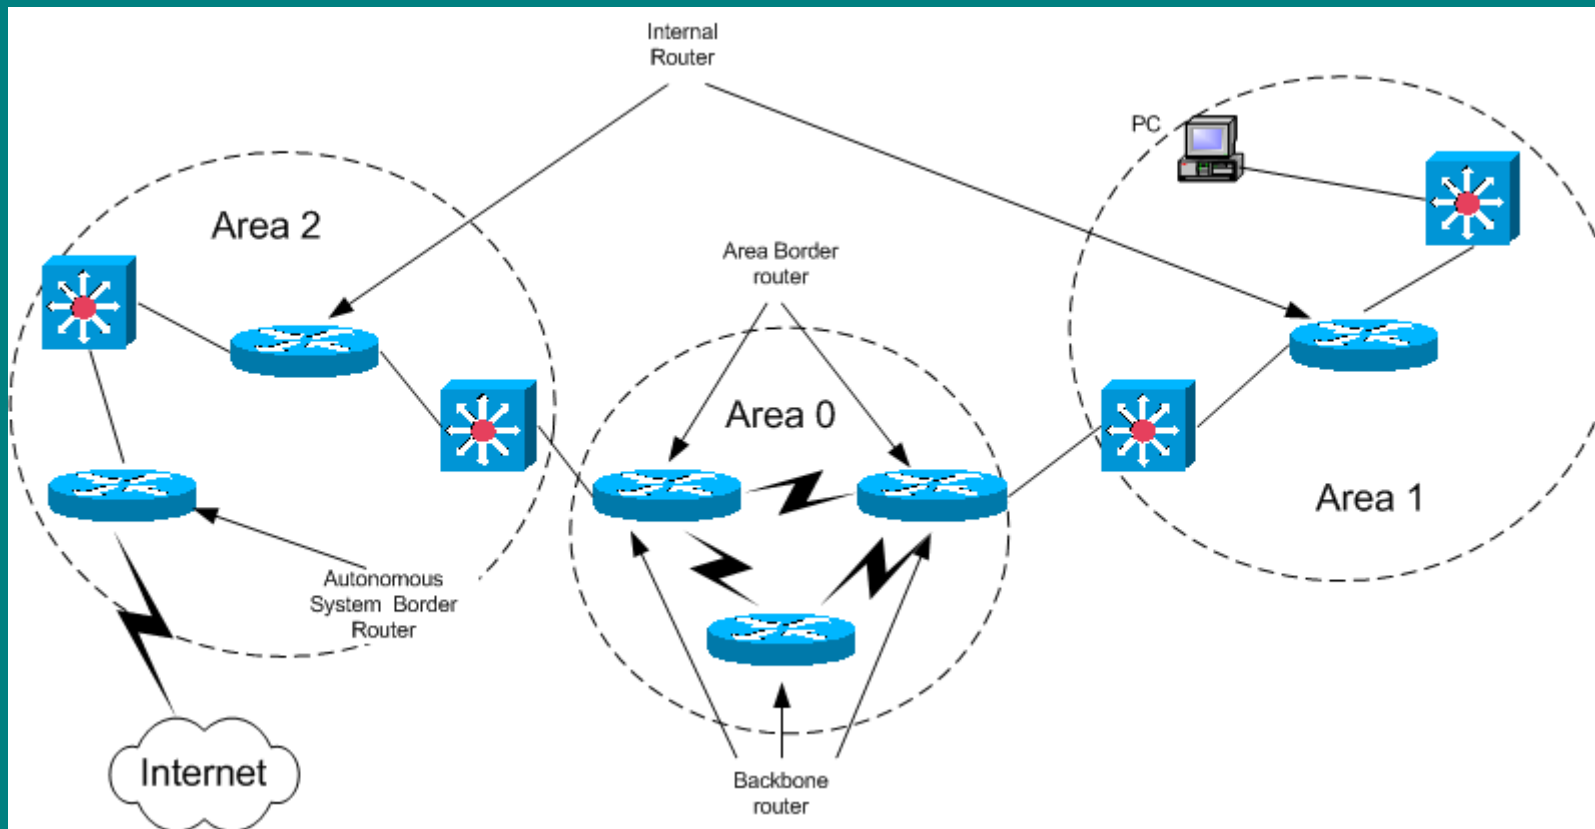 Internal
Router
PC
Area 2
Area Border
router
Area 0
Area 1
Autonomous
System Border
Router
Internet
Backbone
router